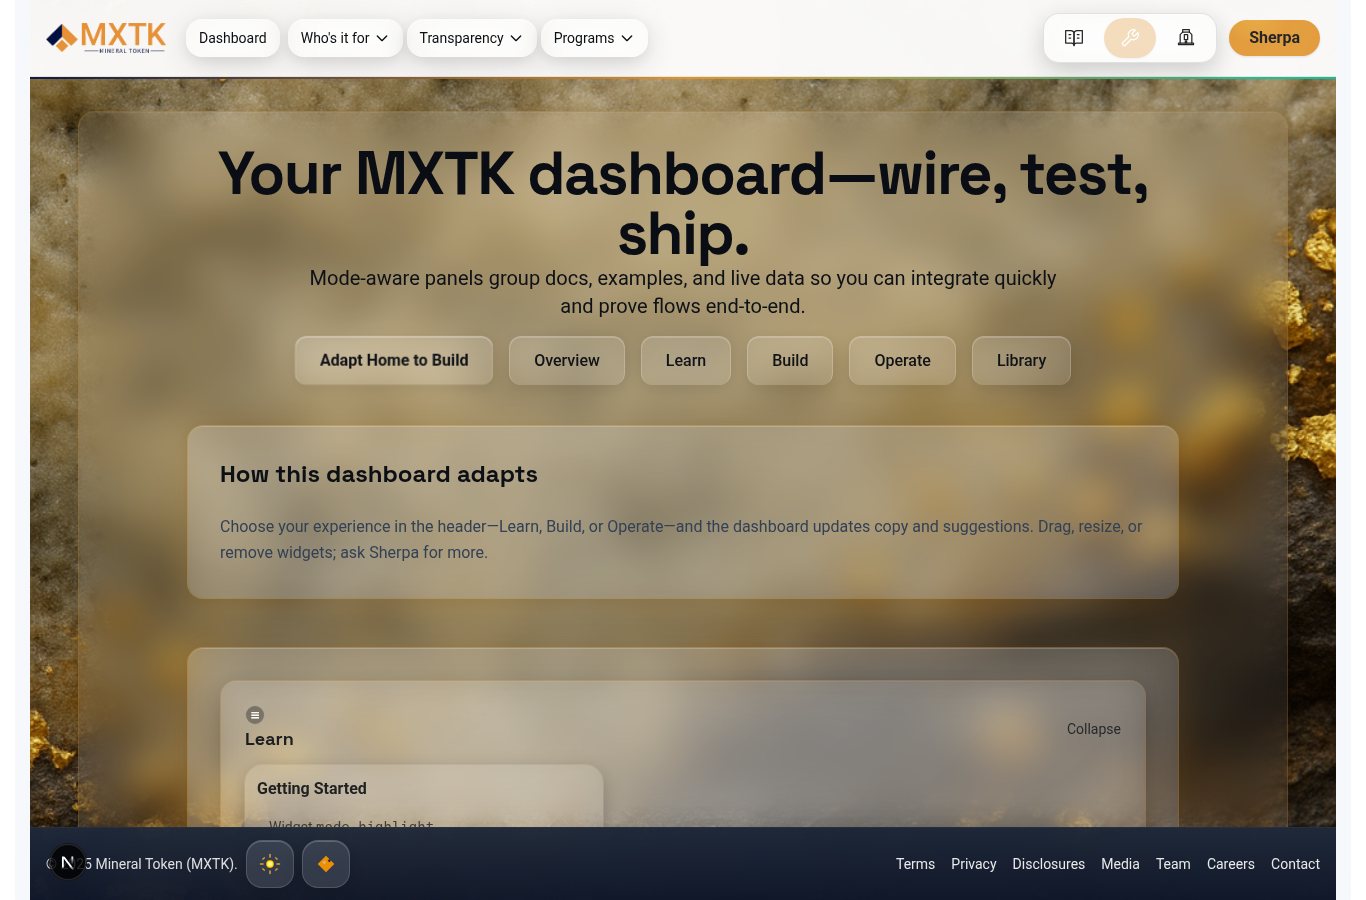 MXTK
MINERAL TOKEN
Dashboard
Who's it for
Transparency
Programs
Sherpa
Your MXTK dashboard—wire, test,
ship.
Mode-aware panels group docs, examples, and live data so you can integrate quickly
and prove flows end-to-end.
Adapt Home to Build
Overview
Learn
Build
Operate
Library
How this dashboard adapts
Choose your experience in the header—Learn, Build, or Operate—and the dashboard updates copy and suggestions. Drag, resize, or
remove widgets; ask Sherpa for more.
Learn
Collapse
Getting Started
Widget mode-highlight
N
5 Mineral Token (MXTK).
Terms
Privacy
Disclosures
Media
Team
Careers
Contact